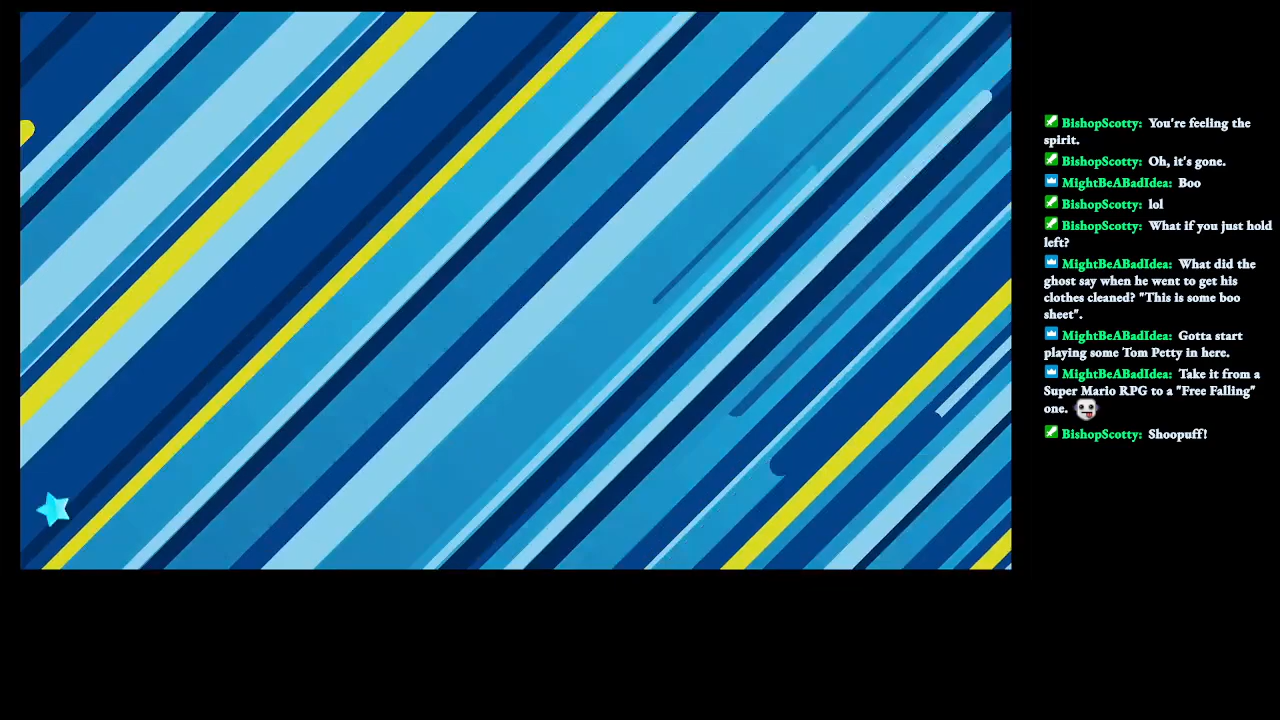 BishopScotty: You're feeling the
spirit.
BishopScotty: Oh, it's gone.
MightBeABadIdea: Boo
BishopScotty: lol
BishopScotty: What if you just hold
left?
MightBeABadIdea: What did the
ghost say when he went to get his
clothes cleaned? "This is some boo
sheet".
MightBeABadIdea: Gotta start
playing some Tom Petty in here.
MightBeABadIdea: Take it from a
Super Mario RPG to a "Free Falling"
one.
BishopScotty: Shoopuff!